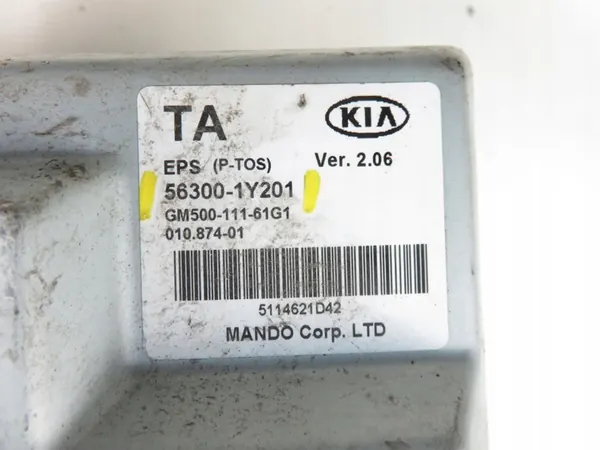 TA KIA
EPS (P-TOS) Ver. 2.06
56300-1Y201
GM500-111-61G1
010.874-01
5114621D42
MANDO Corp. LTD